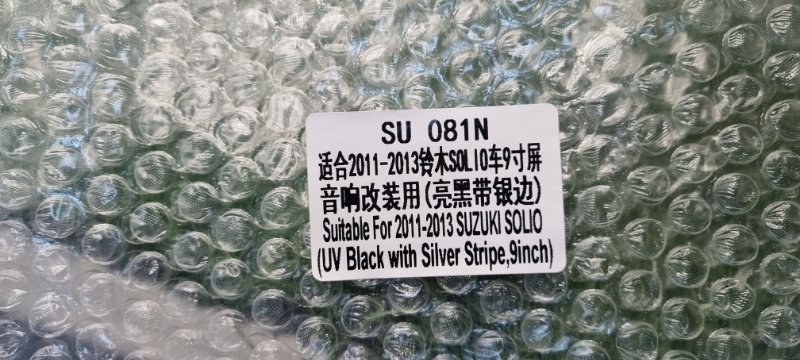 SU 081N
适合2011-2013铃木SOLIO车9寸屏
音响改装用(亮黑带银边)
Suitable For 2011-2013 SUZUKI SOLIO
(UV Black with Silver Stripe,9inch)